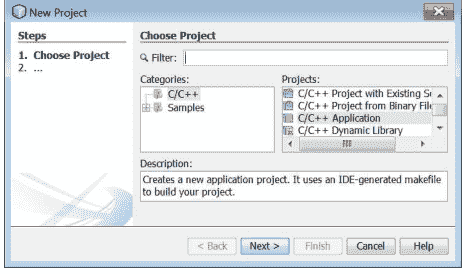 New Project
Steps
1. Choose Project
2. ...
Choose Project
Filter:
Categories:
C/C++
Samples
Projects:
C/C++ Project with Existing
C/C++ Project from Binary
C/C++ Application
C/C++ Dynamic Library
Description:
Creates a new application project. It uses an IDE-generated makefile
to build your project.
< Back
Next >
Finish
Cancel
Help